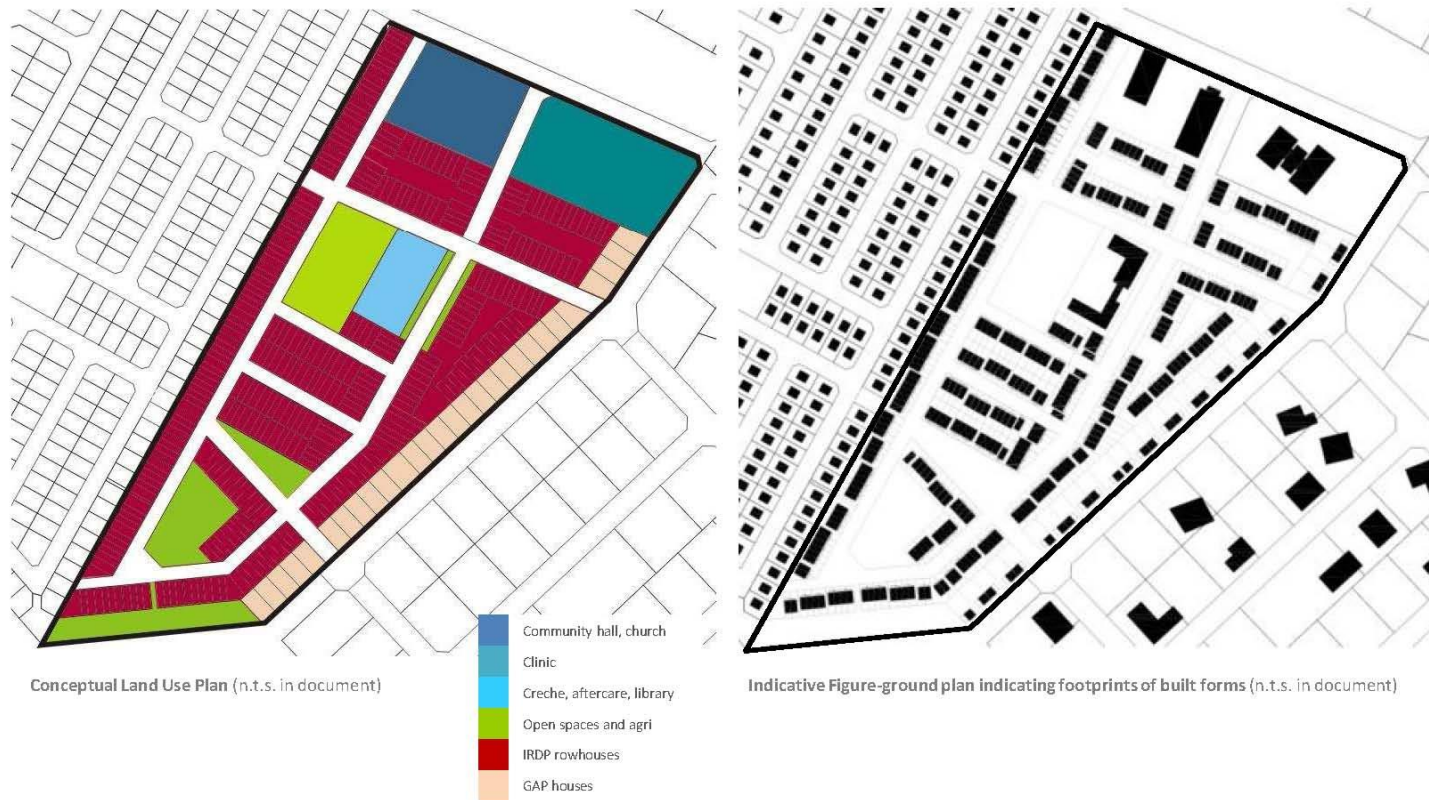 Conceptual Land Use Plan (n.t.s. in document)
Community hall, church
Clinic
Creche, aftercare, library
Open spaces and agri
IRDP rowhouses
GAP houses
Indicative Figure-ground plan indicating footprints of built forms (n.t.s. in document)